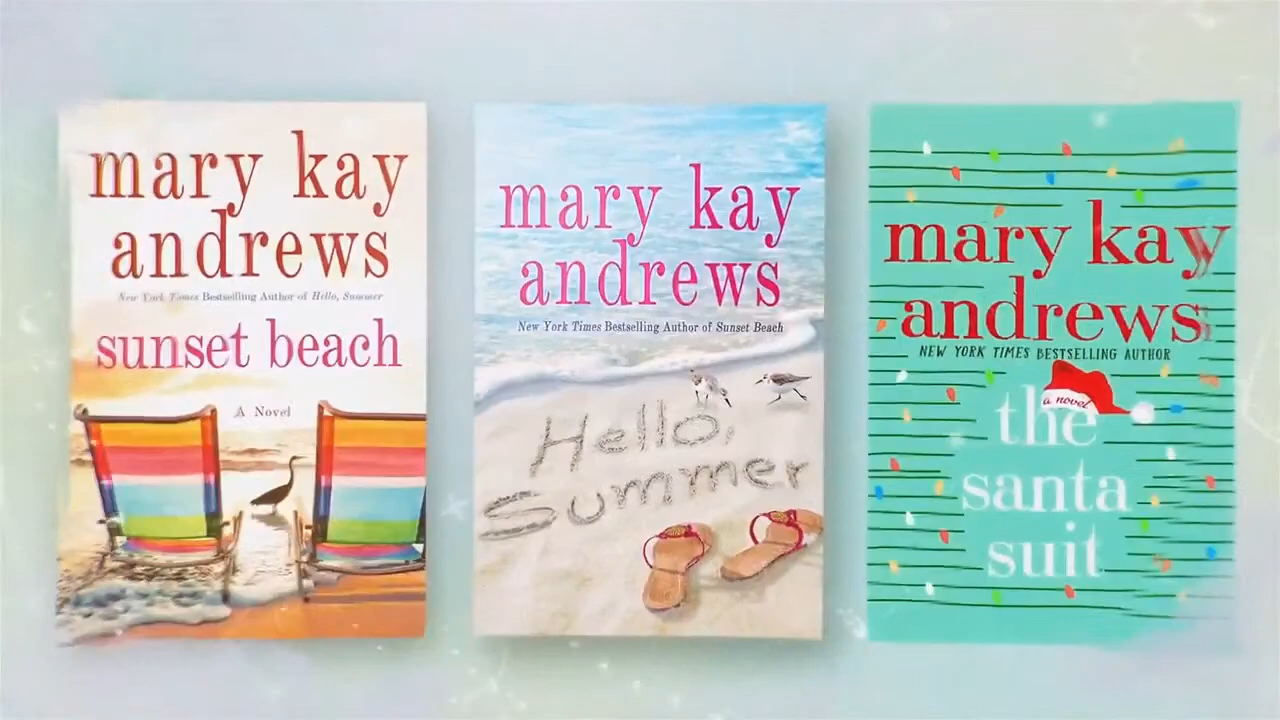 mary kay
andrews
New York Times Bestselling Author of Hello, Summer
sunset beach
A Novel
mary kay
andrews
New York Times Bestselling Author of Sunset Beach
Hello,
Summer
mary kay
andrews
NEW YORK TIMES BESTSELLING AUTHOR
a novel
the
santa
suit